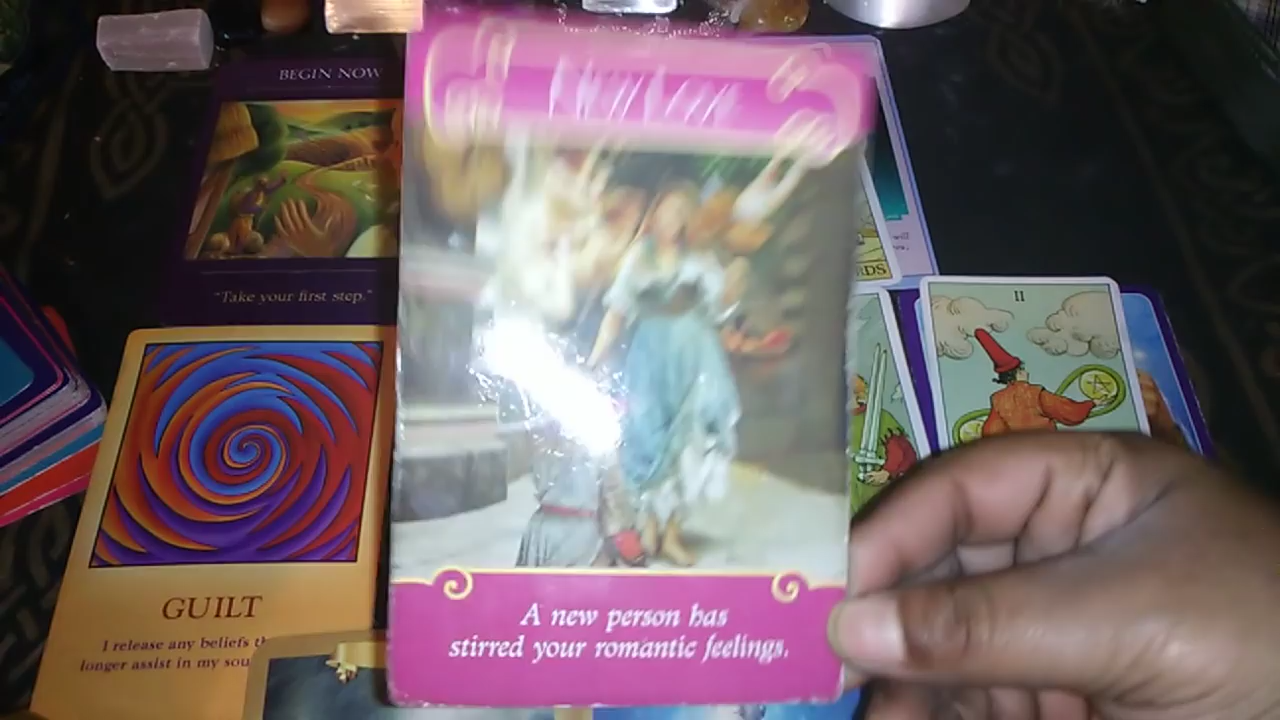 BEGIN NOW
"Take your first step."
GUILT
I release any beliefs th
longer assist in my sou
A new person has
stirred your romantic feelings.
II
RDS